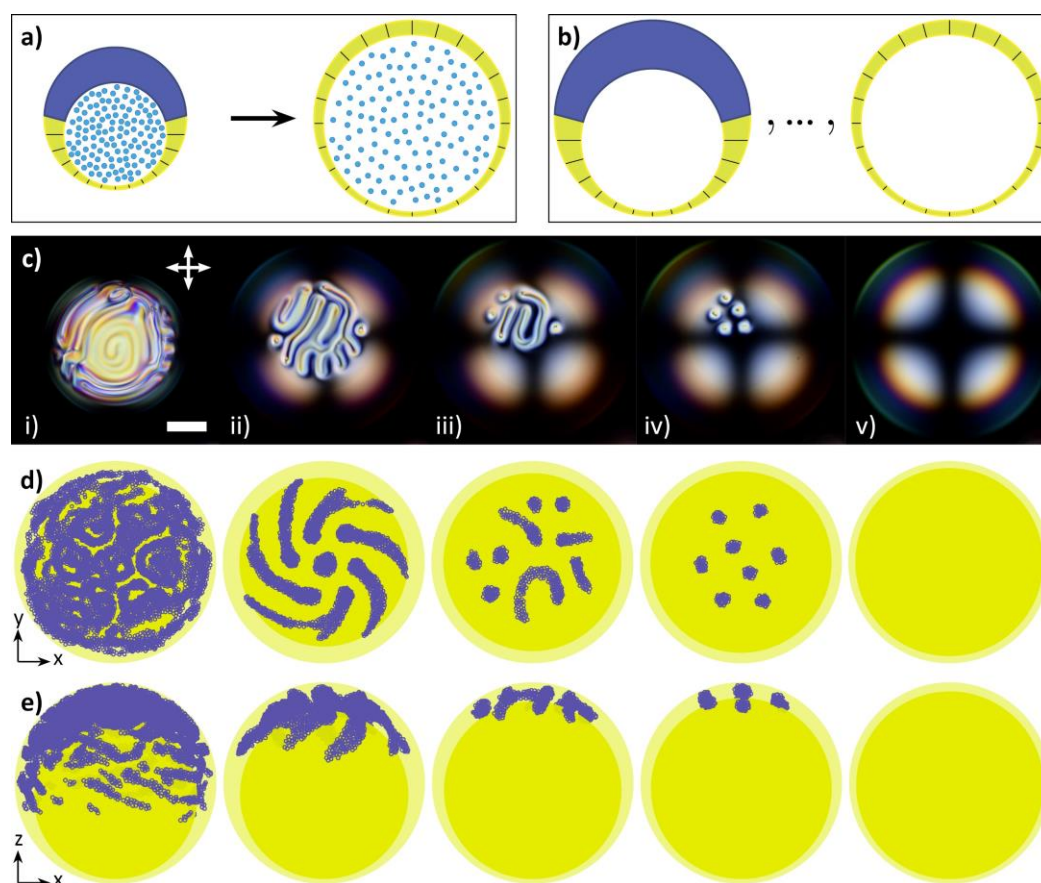 a)
b)
, ... ,
c)
i)
ii)
iii)
iv)
v)
d)
y
x
e)
z
x